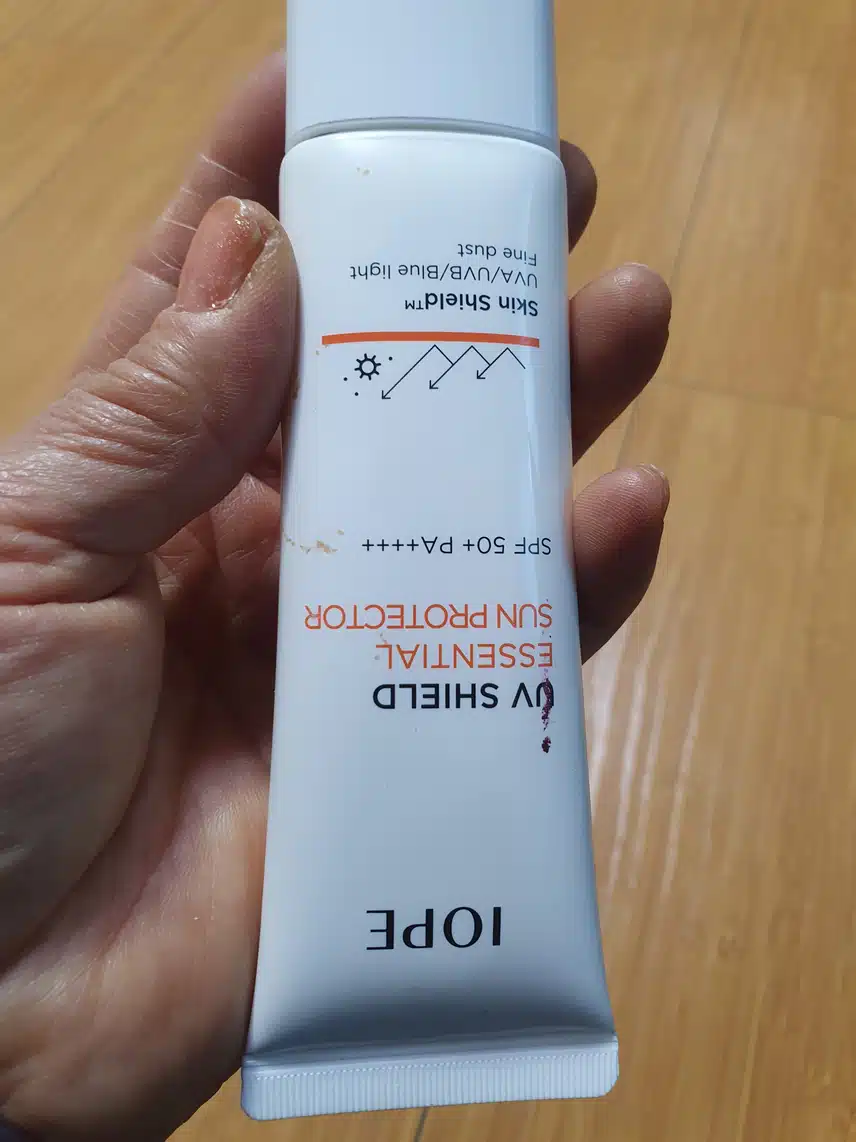 IOPE
UV SHIELD
ESSENTIAL
SUN PROTECTOR
SPF 50+ PA++++
Skin Shield™
UVA/UVB/Blue light
Fine dust